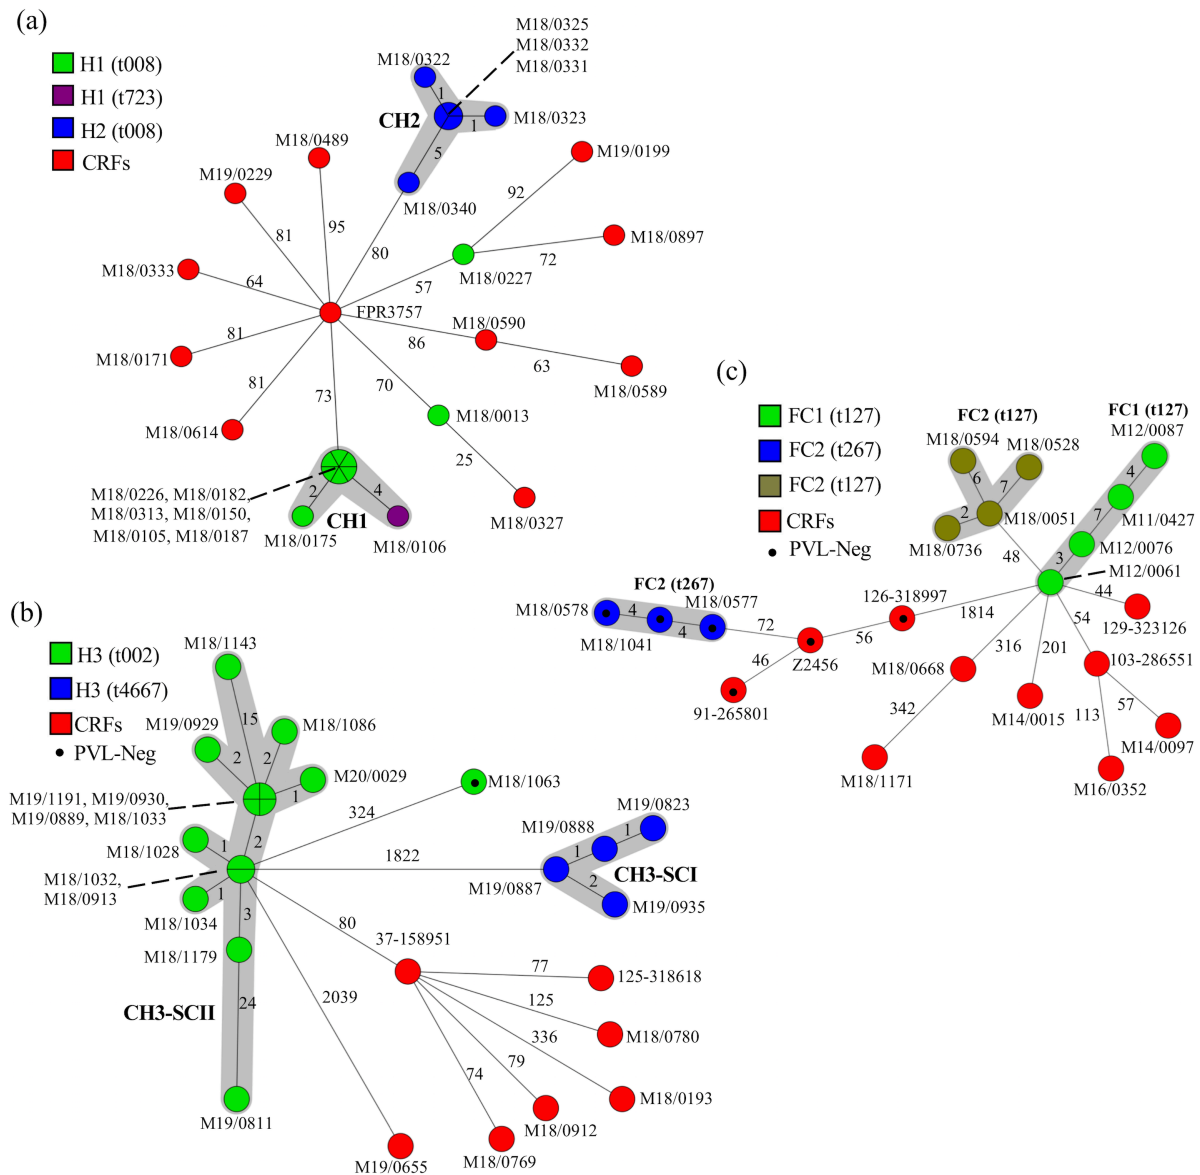 (a)
H1 (t008)
H1 (t723)
H2 (t008)
CRFs
M18/0325
M18/0332
M18/0331
M18/0322
1
CH2
1
M18/0323
5
M18/0340
M18/0489
M19/0229
M19/0199
92
95
81
80
M18/0897
72
M18/0227
57
M18/0333
64
FPR3757
M18/0590
86
63
M18/0589
81
M18/0171
81
73
70
M18/0614
M18/0013
25
M18/0327
M18/0226, M18/0182,
M18/0313, M18/0150,
M18/0105, M18/0187
2
4
CH1
M18/0175
M18/0106
(b)
H3 (t002)
H3 (t4667)
CRFs
PVL-Neg
M18/1143
15
M19/0929
M18/1086
2
2
M20/0029
1
M19/1191, M19/0930,
M19/0889, M18/1033
2
M18/1063
324
M18/1028
1
M18/1032,
M18/0913
1
M18/1034
3
M18/1179
CH3-SCII
24
M19/0811
1822
M19/0823
M19/0888
1
1
M19/0887
2
CH3-SCI
M19/0935
80
37-158951
2039
77
125-318618
125
M18/0780
336
79
M18/0193
74
M18/0912
M18/0769
M19/0655
(c)
FC1 (t127)
FC2 (t267)
FC2 (t127)
CRFs
PVL-Neg
FC2 (t127)
M18/0594
M18/0528
6
7
2
M18/0051
M18/0736
FC1 (t127)
M12/0087
4
M11/0427
7
M12/0076
3
M12/0061
48
44
129-323126
54
103-286551
57
M14/0097
113
M16/0352
201
M14/0015
316
M18/0668
342
M18/1171
1814
126-318997
56
Z2456
46
91-265801
72
FC2 (t267)
M18/0578
4
M18/0577
4
M18/1041